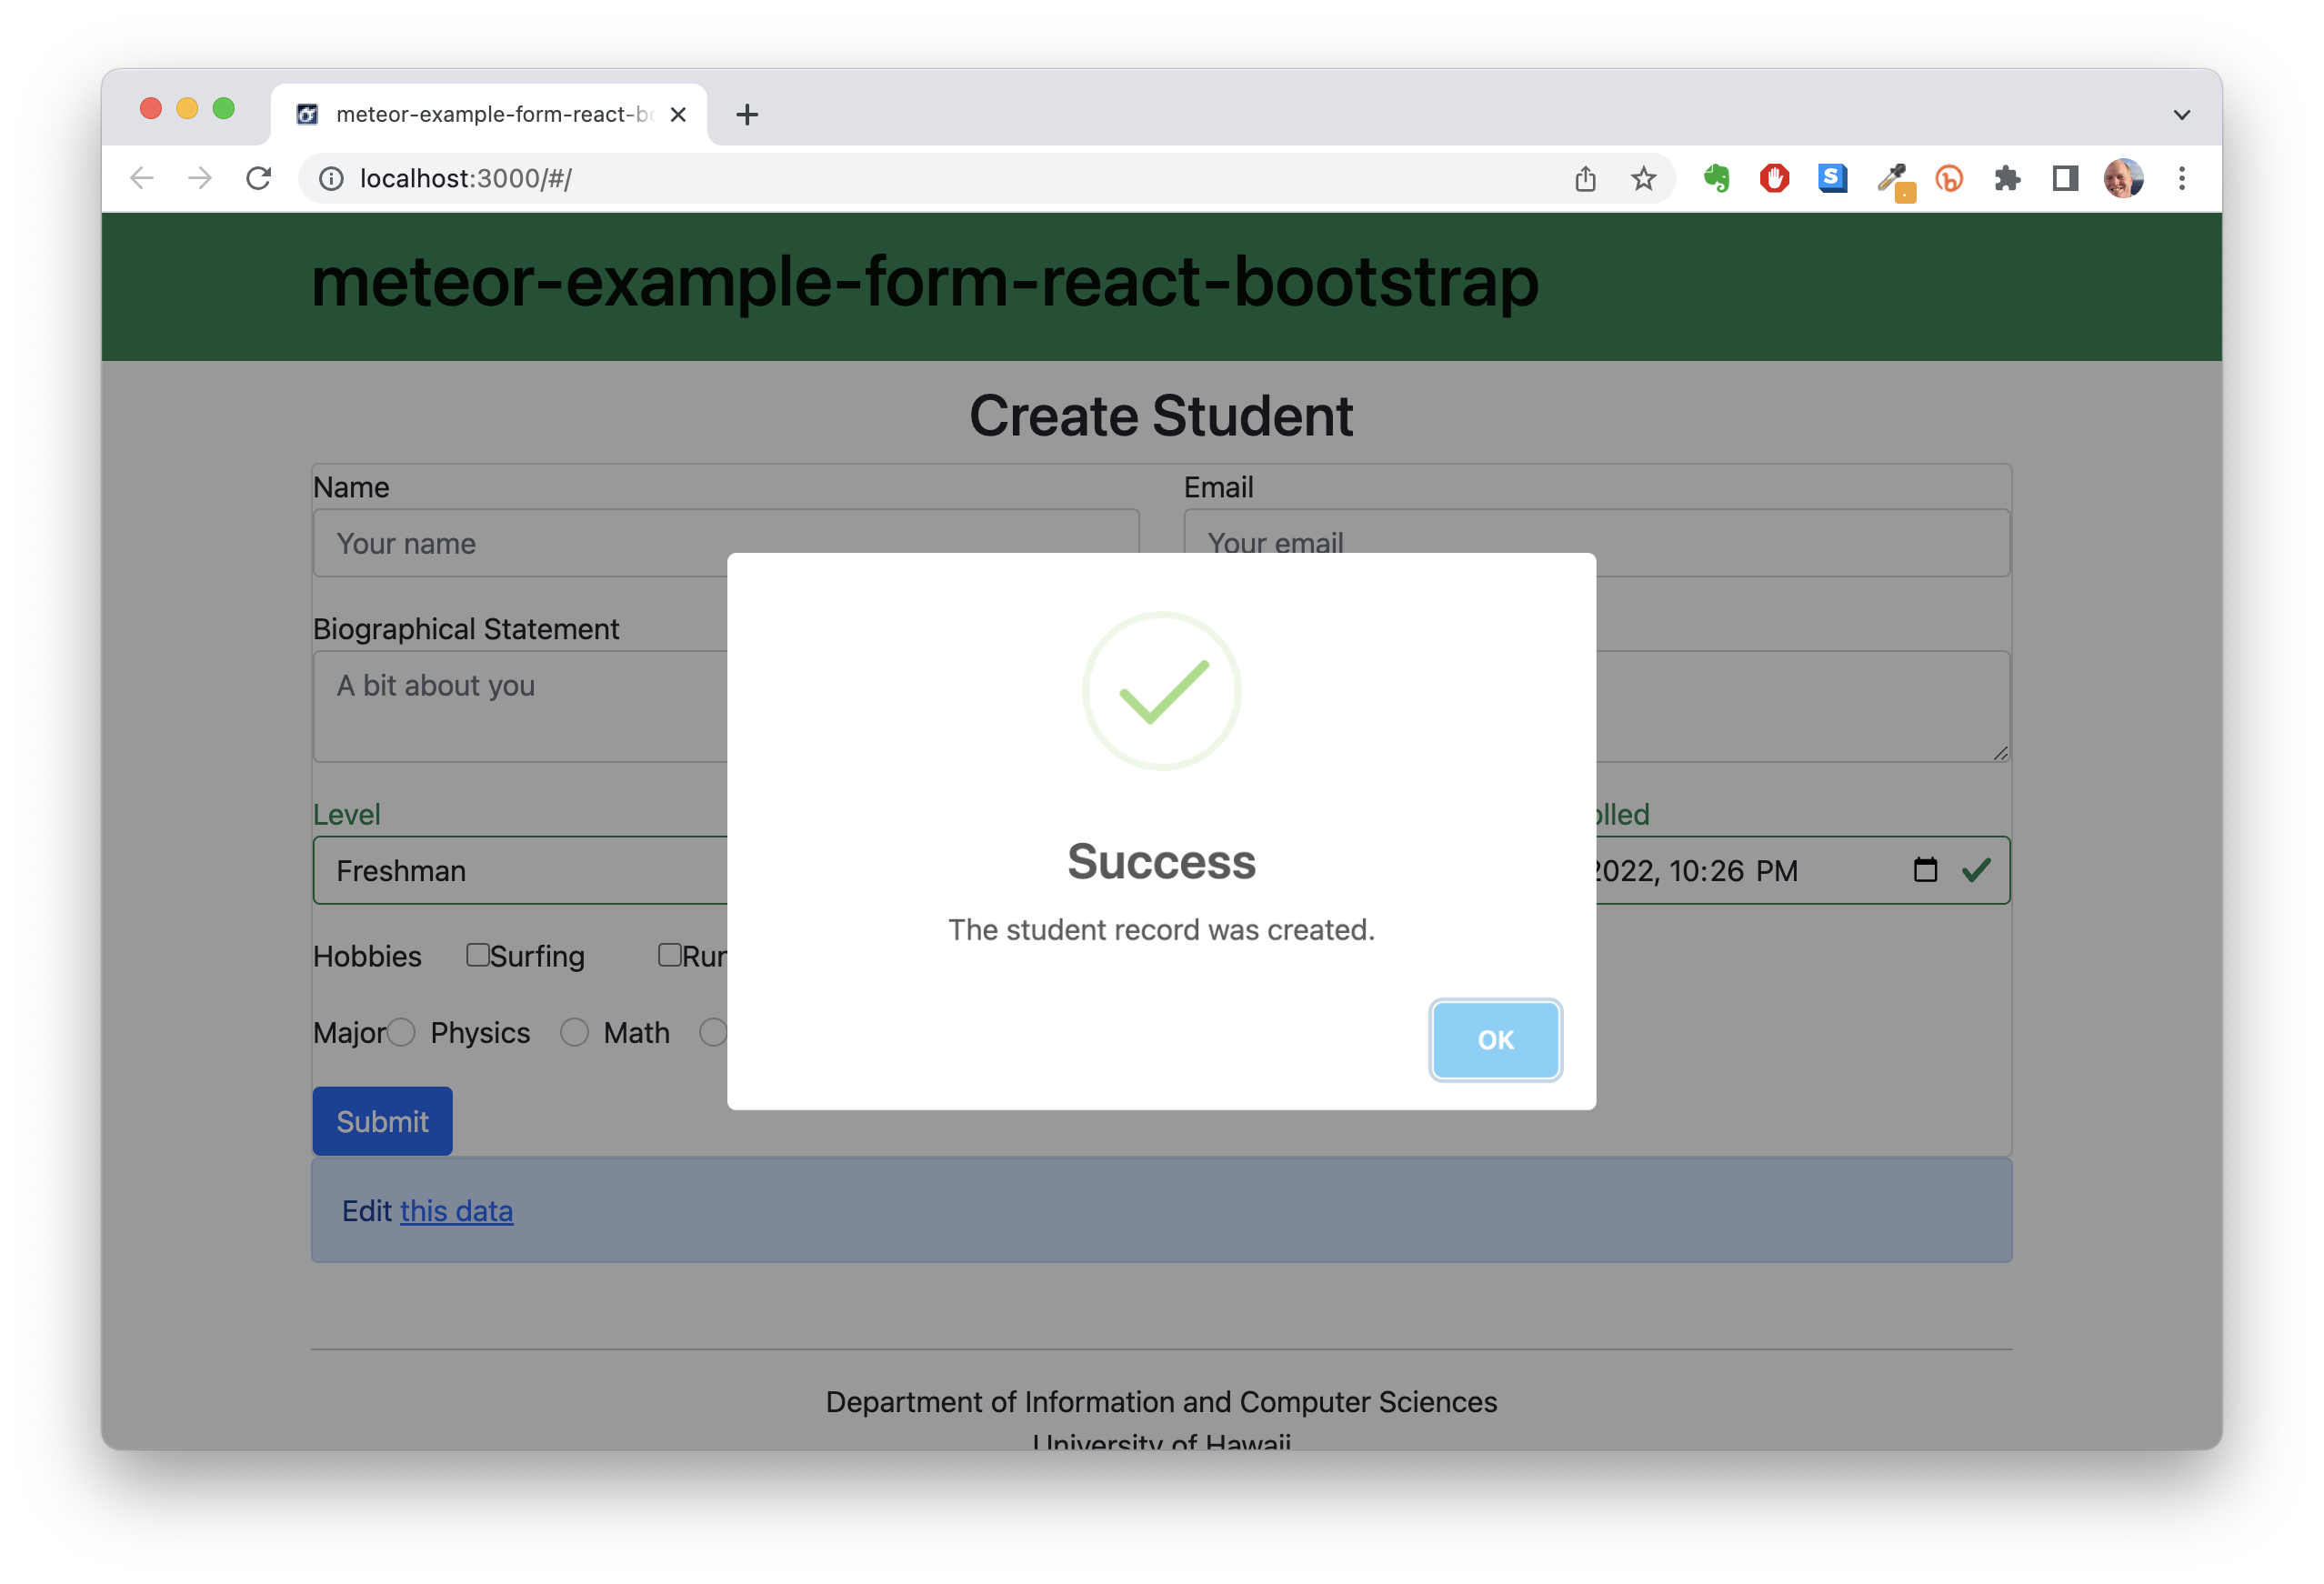 meteor-example-form-react-b
localhost:3000/#/
meteor-example-form-react-bootstrap
Create Student
Name Email
Your name Your email
Biographical Statement
A bit about you
Level olled
Freshman 2022, 10:26 PM
Hobbies Surfing Run
Major Physics Math
Success
The student record was created.
OK
Submit
Edit this data
Department of Information and Computer Sciences
University of Hawaii